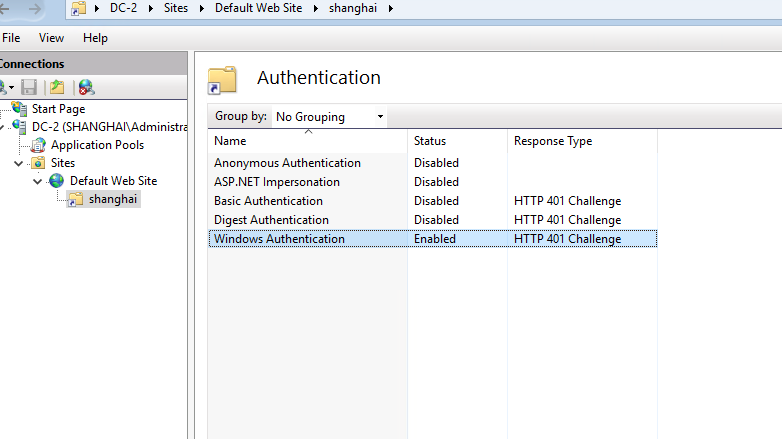 DC-2 Sites Default Web Site shanghai
File View Help
Connections
Start Page
DC-2 (SHANGHAI\Administra
Application Pools
Sites
Default Web Site
shanghai
Authentication
Group by: No Grouping
Name Status Response Type
Anonymous Authentication Disabled
ASP.NET Impersonation Disabled
Basic Authentication Disabled HTTP 401 Challenge
Digest Authentication Disabled HTTP 401 Challenge
Windows Authentication Enabled HTTP 401 Challenge